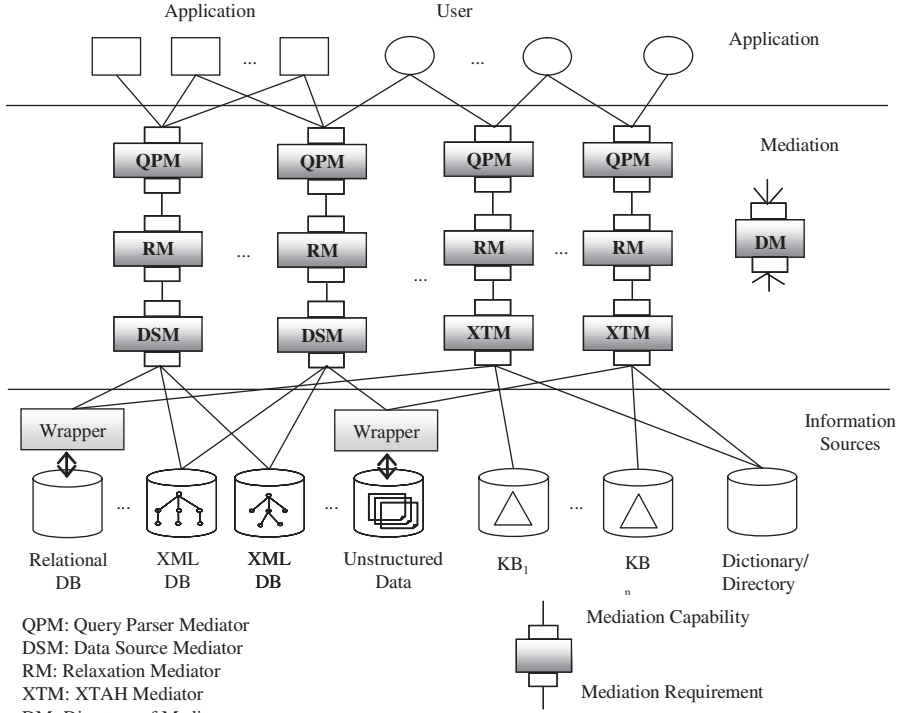 Application
User
Application
...
...
QPM
QPM
QPM
QPM
Mediation
RM
...
RM
...
RM
...
RM
DM
DSM
DSM
XTM
XTM
Wrapper
Wrapper
Information
Sources
...
...
...
Relational
DB
XML
DB
XML
DB
Unstructured
Data
KB1
KB
n
Dictionary/
Directory
QPM: Query Parser Mediator
DSM: Data Source Mediator
RM: Relaxation Mediator
XTM: XTAH Mediator
Mediation Capability
Mediation Requirement